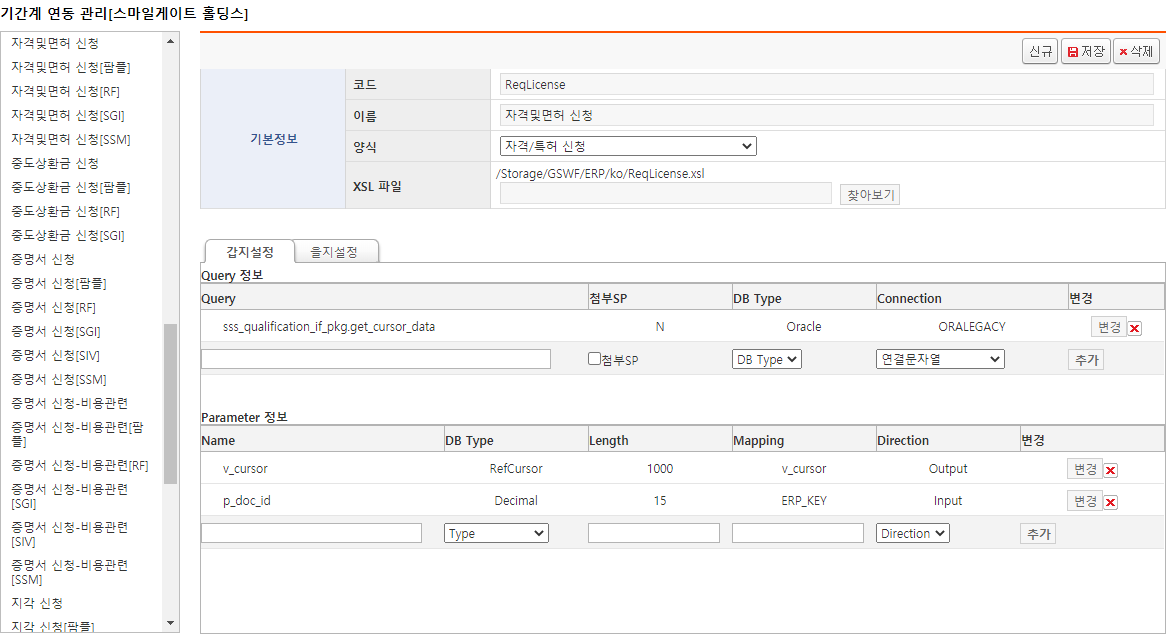 기간계 연동 관리[스마일게이트 홀딩스]
자격및면허 신청
자격및면허 신청[팜플]
자격및면허 신청[RF]
자격및면허 신청[SGI]
자격및면허 신청[SSM]
중도상환금 신청
중도상환금 신청[팜플]
중도상환금 신청[RF]
중도상환금 신청[SGI]
증명서 신청
증명서 신청[팜플]
증명서 신청[RF]
증명서 신청[SGI]
증명서 신청[SIV]
증명서 신청[SSM]
증명서 신청-비용관련
증명서 신청-비용관련[팜
플]
증명서 신청-비용관련[RF]
증명서 신청-비용관련
[SGI]
증명서 신청-비용관련
[SIV]
증명서 신청-비용관련
[SSM]
지각 신청
지각 신청[팜플]
신규 저장 삭제
기본정보
코드 ReqLicense
이름 자격및면허 신청
양식 자격/특허 신청
XSL 파일 /Storage/GSWF/ERP/ko/ReqLicense.xsl
찾아보기
갑지설정 을지설정
Query 정보
Query 첨부SP DB Type Connection 변경
sss_qualification_if_pkg.get_cursor_data N Oracle ORALEGACY 변경
첨부SP DB Type 연결문자열 추가
Parameter 정보
Name DB Type Length Mapping Direction 변경
v_cursor RefCursor 1000 v_cursor Output 변경
p_doc_id Decimal 15 ERP_KEY Input 변경
Type Direction 추가